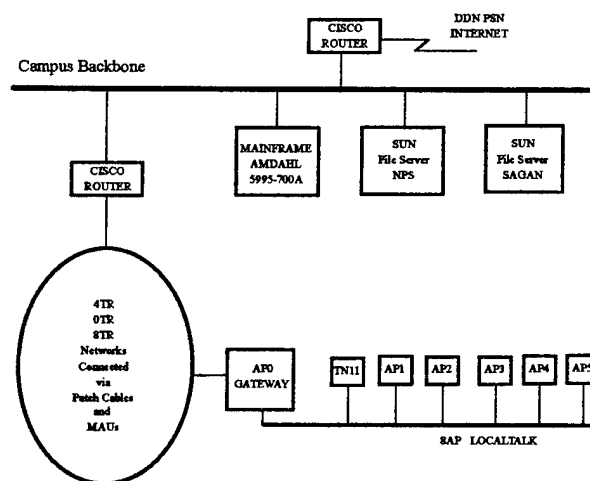 DDN PSN
INTERNET
CISCO
ROUTER
Campus Backbone
MAINFRAME
AMDAHL
5995-700A
SUN
File Server
NPS
SUN
File Server
SAGAN
CISCO
ROUTER
4TR
0TR
8TR
Networks
Connected
via
Patch Cables
and
MAUs
AP0
GATEWAY
TN11
AP1
AP2
AP3
AP4
AP5
8AP LOCALTALK